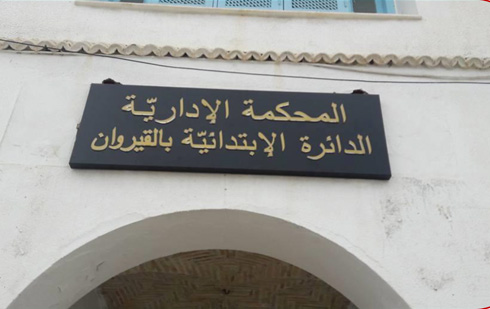 المحكمة الإداريّة
الدائرة الإبتدائيّة بالقيروان